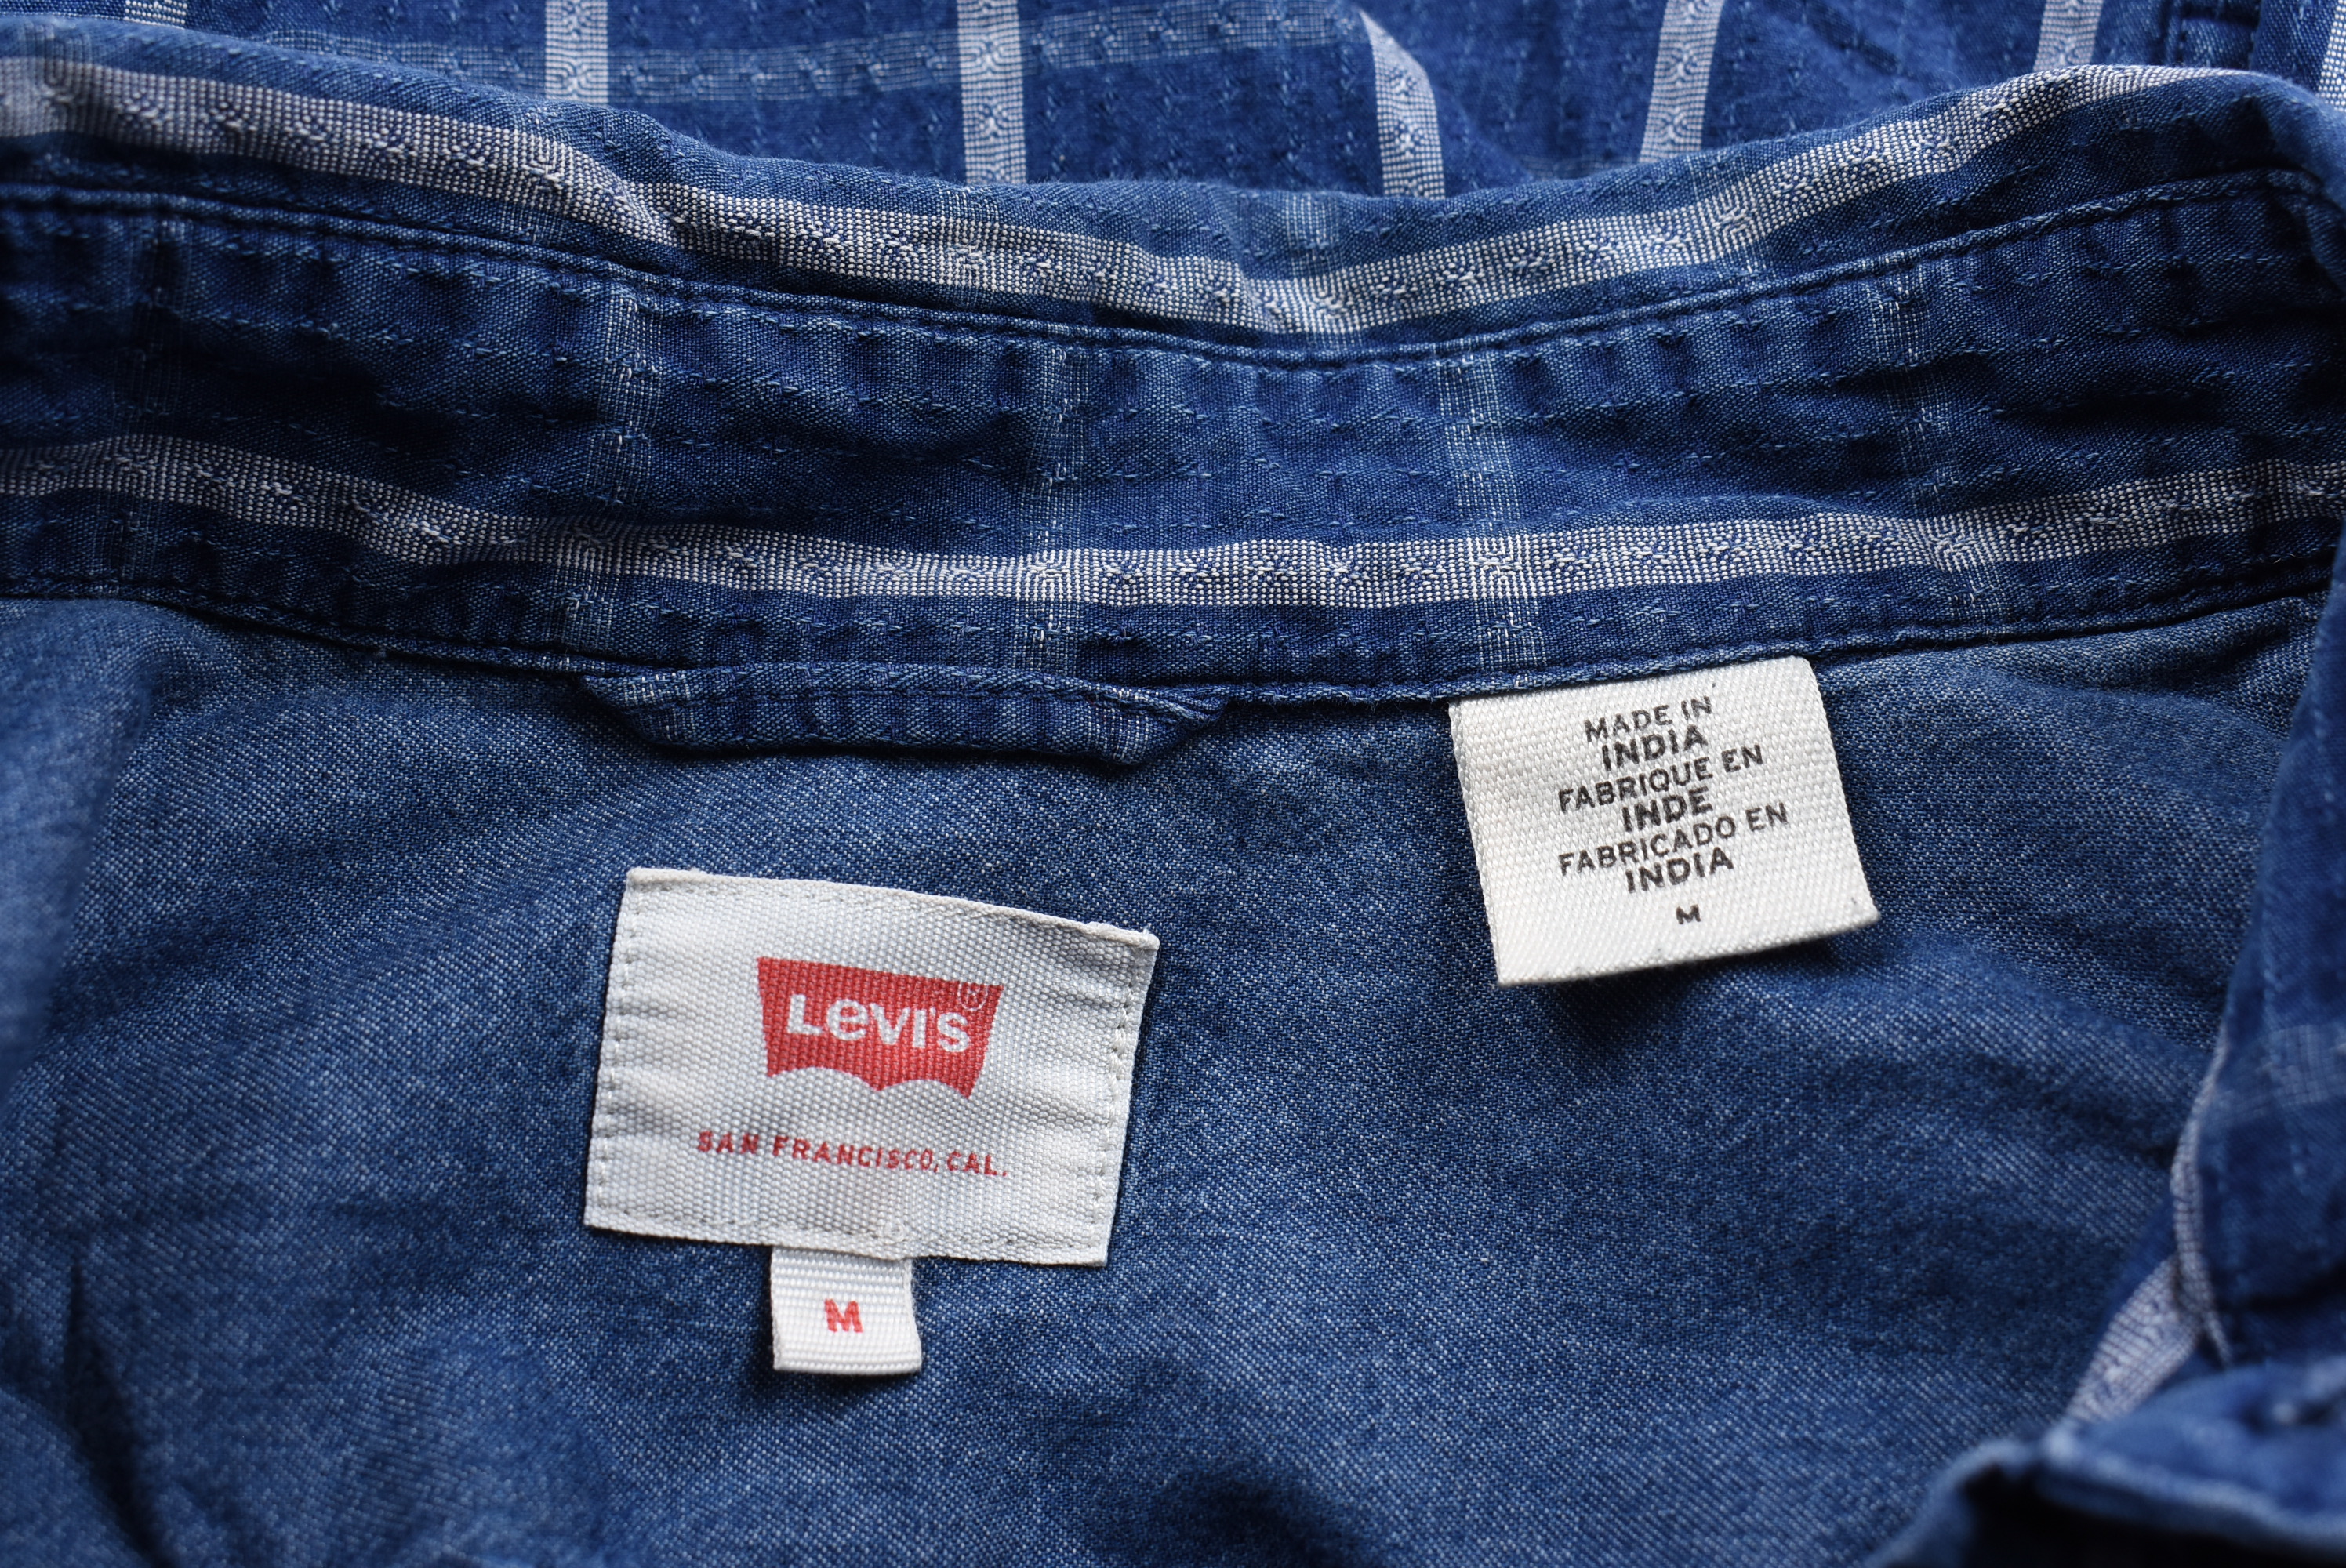 MADE IN
INDIA
FABRIQUE EN
INDE
FABRICADO EN
INDIA
M
LEVI'S®
SAN FRANCISCO, CAL.
M